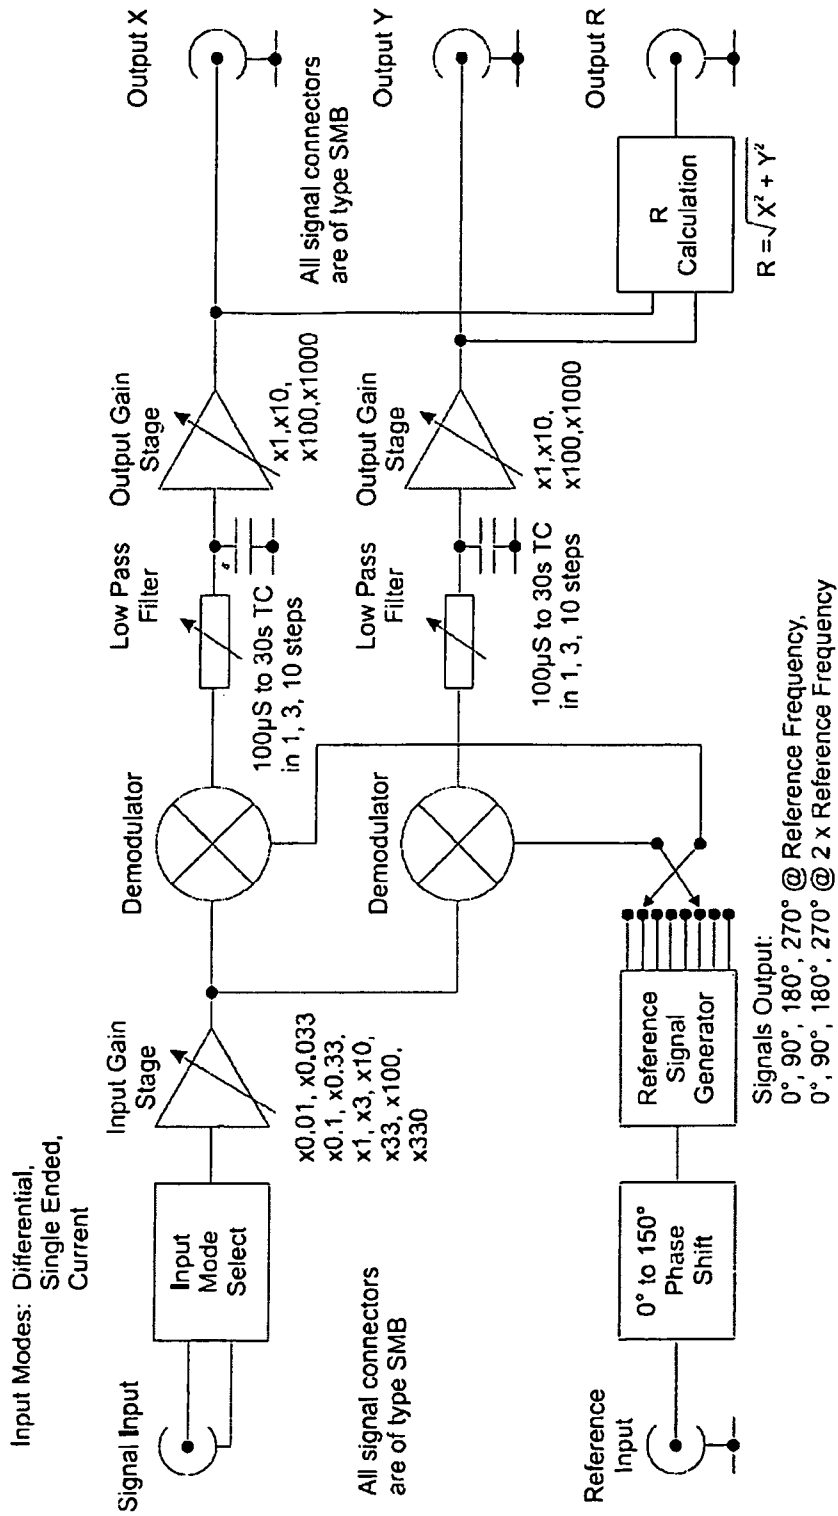 Input Modes: Differential,
Single Ended,
Current
Signal Input
Input
Mode
Select
Input Gain
Stage
x0.01, x0.033
x0.1, x0.33,
x1, x3, x10,
x33, x100,
x330
Demodulator
Low Pass
Filter
100µS to 30s TC
in 1, 3, 10 steps
Output Gain
Stage
x1,x10,
x100,x1000
Output X
All signal connectors
are of type SMB
All signal connectors
are of type SMB
Demodulator
Low Pass
Filter
100µS to 30s TC
in 1, 3, 10 steps
Output Gain
Stage
x1,x10,
x100,x1000
Output Y
Reference
Input
0° to 150°
Phase
Shift
Reference
Signal
Generator
Signals Output:
0°, 90°, 180°, 270° @ Reference Frequency,
0°, 90°, 180°, 270° @ 2 x Reference Frequency
R
Calculation
R =√X² + Y²
Output R